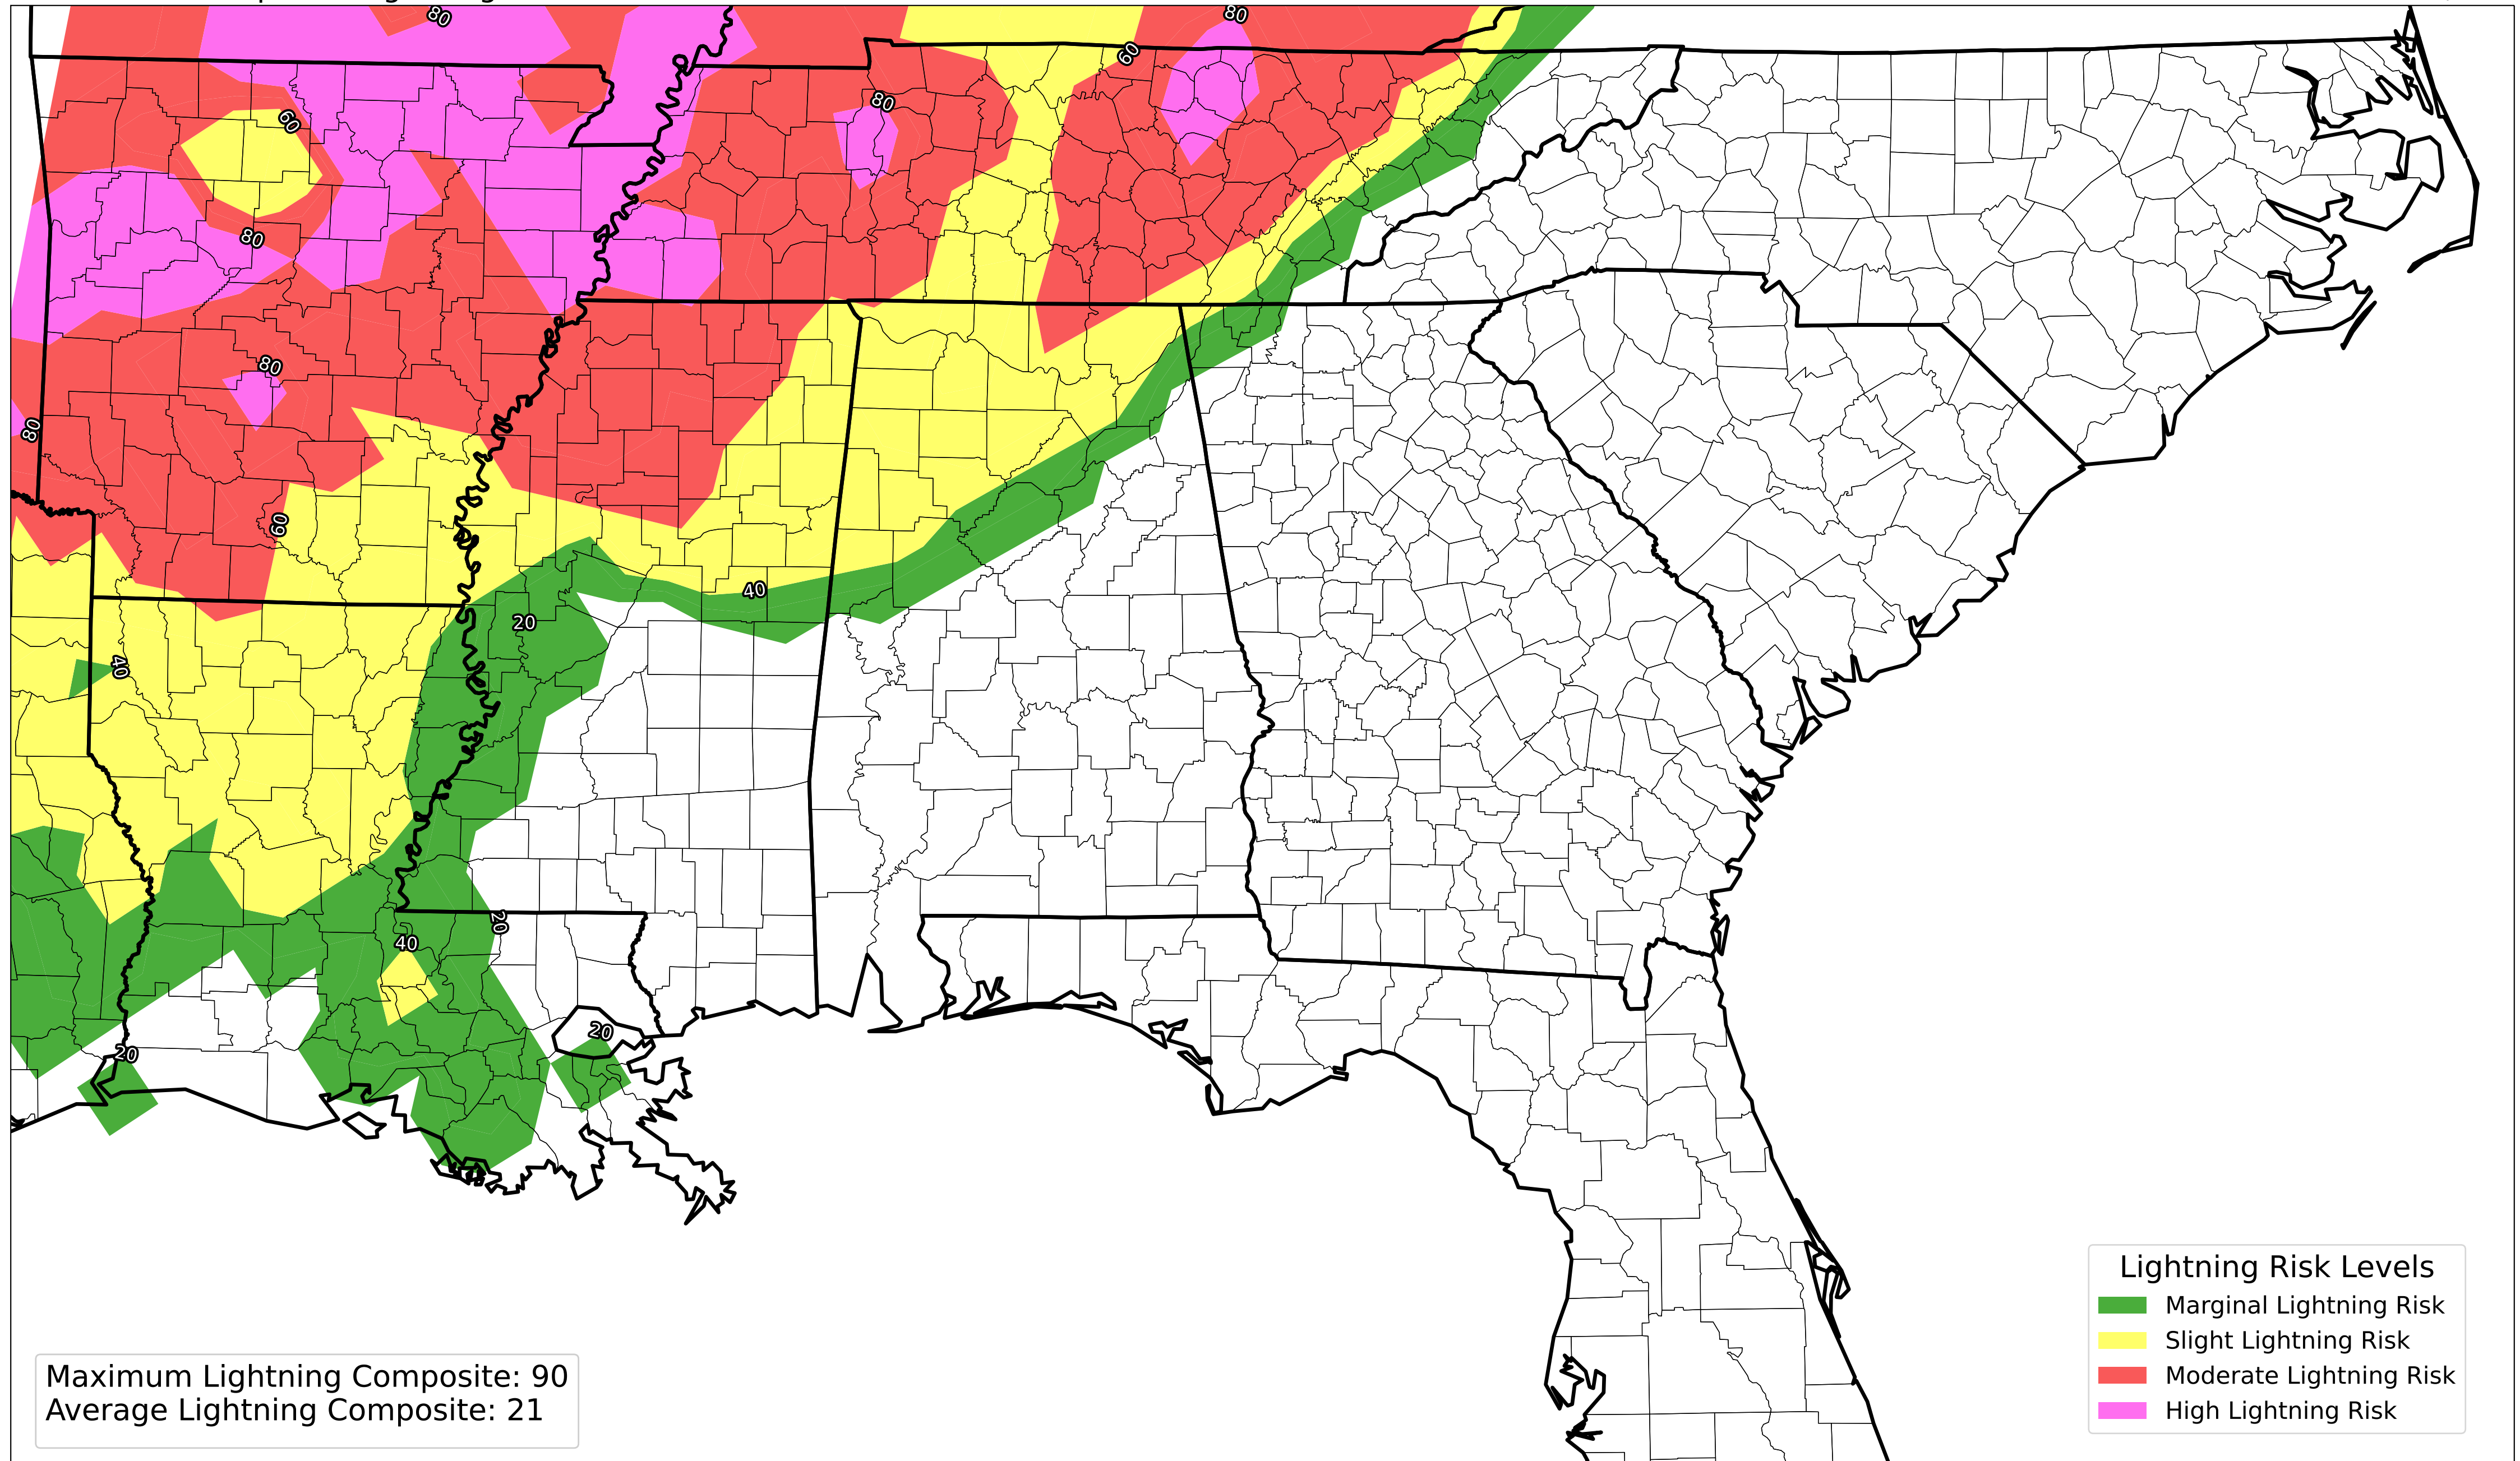 80
80
60
80
60
80
80
80
60
40
20
40
20
40
20
20
Lightning Risk Levels
Marginal Lightning Risk
Slight Lightning Risk
Moderate Lightning Risk
High Lightning Risk
Maximum Lightning Composite: 90
Average Lightning Composite: 21